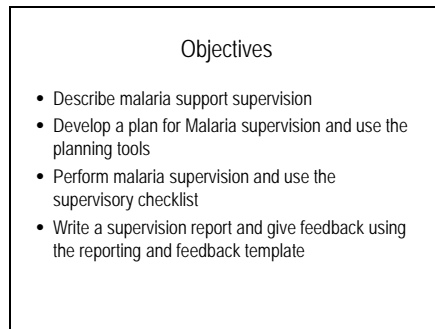 Objectives
• Describe malaria support supervision
• Develop a plan for Malaria supervision and use the
planning tools
• Perform malaria supervision and use the
supervisory checklist
• Write a supervision report and give feedback using
the reporting and feedback template